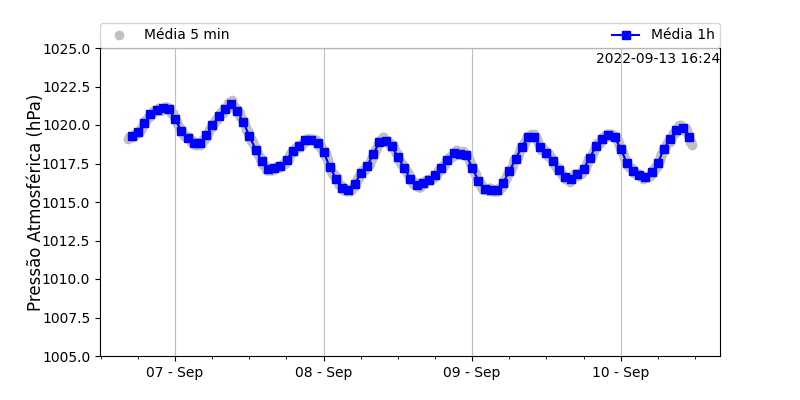 Média 5 min
Média 1h
2022-09-13 16:24
Pressão Atmosférica (hPa)
1025.0
1022.5
1020.0
1017.5
1015.0
1012.5
1010.0
1007.5
1005.0
07 - Sep
08 - Sep
09 - Sep
10 - Sep